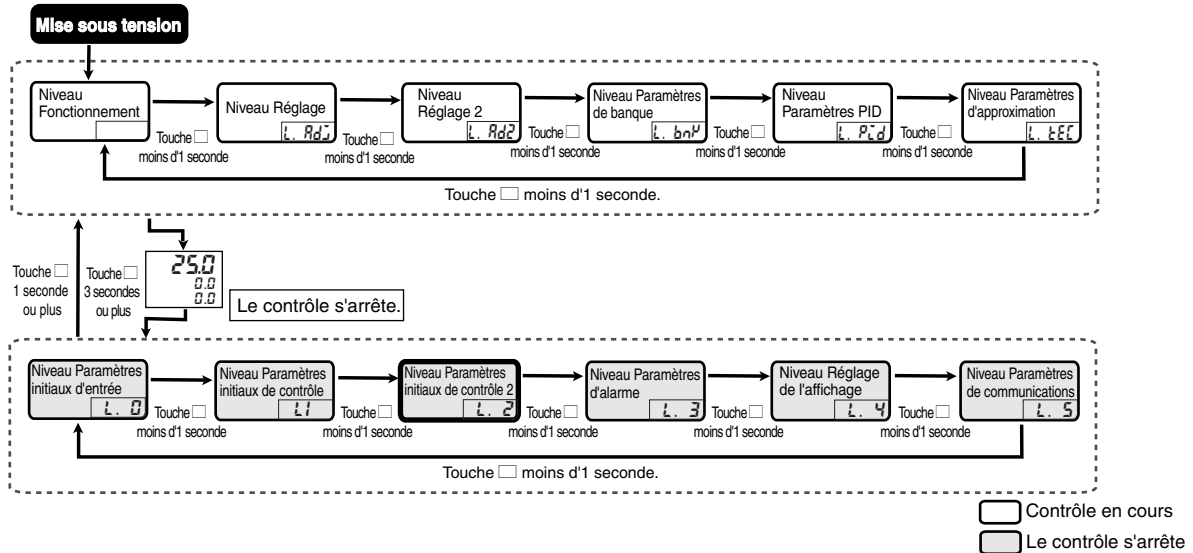 Mise sous tension
Niveau
Fonctionnement
Niveau Réglage
L. Adj
Niveau
Réglage 2
L. Ad2
Niveau Paramètres
de banque
L. bnk
Niveau
Paramètres PID
L. Pid
Niveau Paramètres
d'approximation
L. tEC
Touche
moins d'1 seconde
Touche
moins d'1 seconde
Touche
moins d'1 seconde
Touche
moins d'1 seconde
Touche
moins d'1 seconde
Touche moins d'1 seconde.
Touche
1 seconde
ou plus
Touche
3 secondes
ou plus
25.0
0.0
0.0
Le contrôle s'arrête.
Niveau Paramètres
initiaux d'entrée
L. 0
Niveau Paramètres
initiaux de contrôle
L.1
Niveau Paramètres
initiaux de contrôle 2
L. 2
Niveau Paramètres
d'alarme
L. 3
Niveau Réglage
de l'affichage
L. 4
Niveau Paramètres
de communications
L. 5
Touche
moins d'1 seconde
Touche
moins d'1 seconde
Touche
moins d'1 seconde
Touche
moins d'1 seconde
Touche
moins d'1 seconde
Touche moins d'1 seconde.
Contrôle en cours
Le contrôle s'arrête